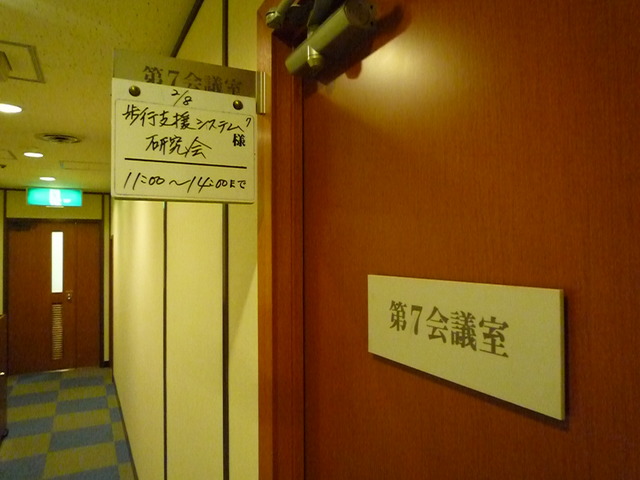 第7会議室
2/8
歩行支援システム
研究会 様
11:00〜14:00まで
第7会議室